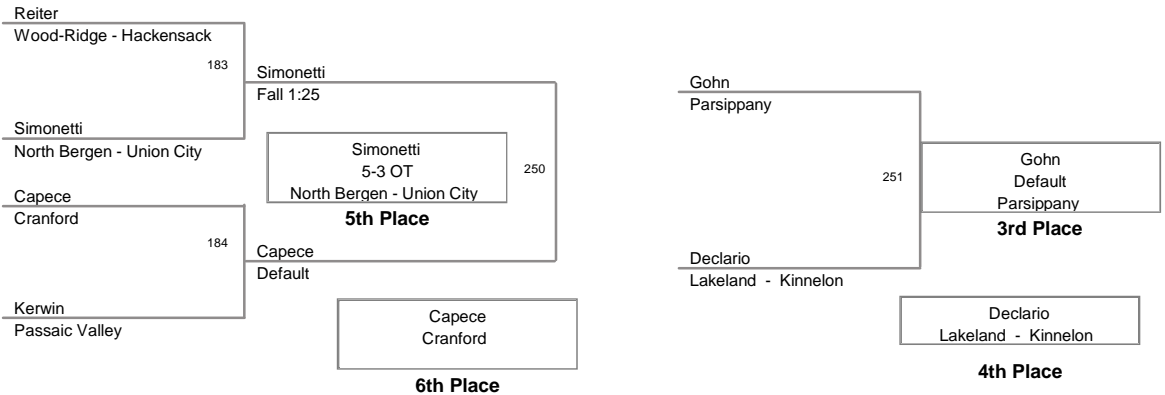 Reiter
Wood-Ridge - Hackensack
183
Simonetti
Fall 1:25
Simonetti
North Bergen - Union City
Simonetti
5-3 OT
North Bergen - Union City
5th Place
250
Capece
Cranford
184
Capece
Default
Kerwin
Passaic Valley
Capece
Cranford
6th Place
Gohn
Parsippany
251
Gohn
Default
Parsippany
3rd Place
Declario
Lakeland - Kinnelon
Declario
Lakeland - Kinnelon
4th Place